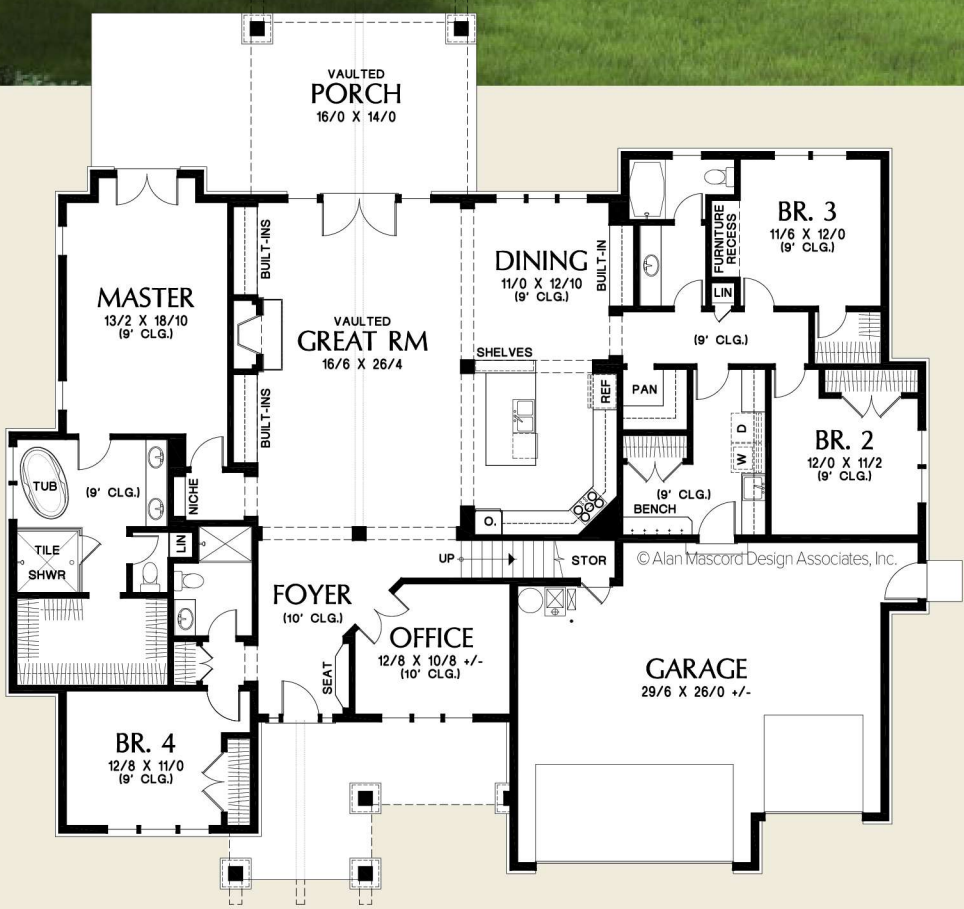 VAULTED
PORCH
16/0 X 14/0
BUILT-INS
MASTER
13/2 X 18/10
(9' CLG.)
VAULTED
GREAT RM
16/6 X 26/4
BUILT-INS
DINING
11/0 X 12/10
(9' CLG.)
BUILT-IN
FURNITURE
RECESS
BR. 3
11/6 X 12/0
(9' CLG.)
LIN
(9' CLG.)
SHELVES
REF
PAN
D
W
BR. 2
12/0 X 11/2
(9' CLG.)
(9' CLG.)
BENCH
TUB
(9' CLG.)
NICHE
LIN
TILE
SHWR
O.
UP
STOR
© Alan Mascord Design Associates, Inc.
FOYER
(10' CLG.)
SEAT
OFFICE
12/8 X 10/8 +/-
(10' CLG.)
GARAGE
29/6 X 26/0 +/-
BR. 4
12/8 X 11/0
(9' CLG.)